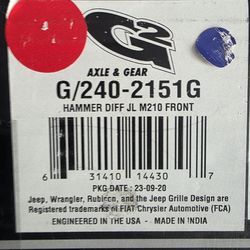 G2
AXLE & GEAR
G/240-2151G
HAMMER DIFF JL M210 FRONT
6 31410 14430 7
PKG DATE : 23-09-20
Jeep, Wrangler, Rubicon, and the Jeep Grille Design are
Registered trademarks of FIAT Chrysler Automotive (FCA)
ENGINEERED IN THE USA - MADE IN INDIA